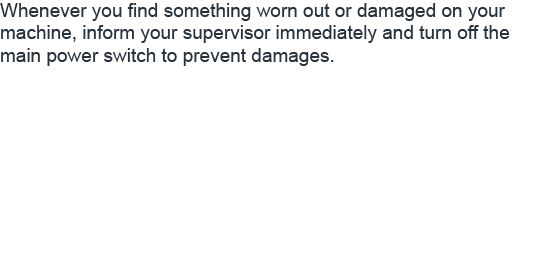 Whenever you find something worn out or damaged on your
machine, inform your supervisor immediately and turn off the
main power switch to prevent damages.